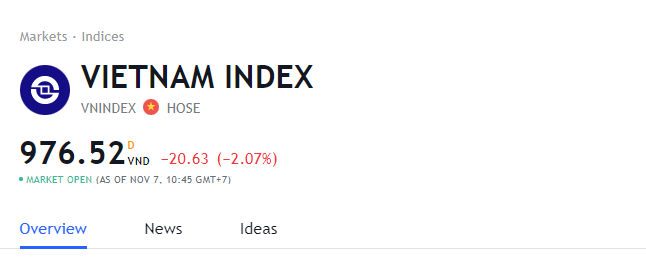 Markets · Indices
VIETNAM INDEX
VNINDEX HOSE
976.52 D VND −20.63 (−2.07%)
MARKET OPEN (AS OF NOV 7, 10:45 GMT+7)
Overview News Ideas